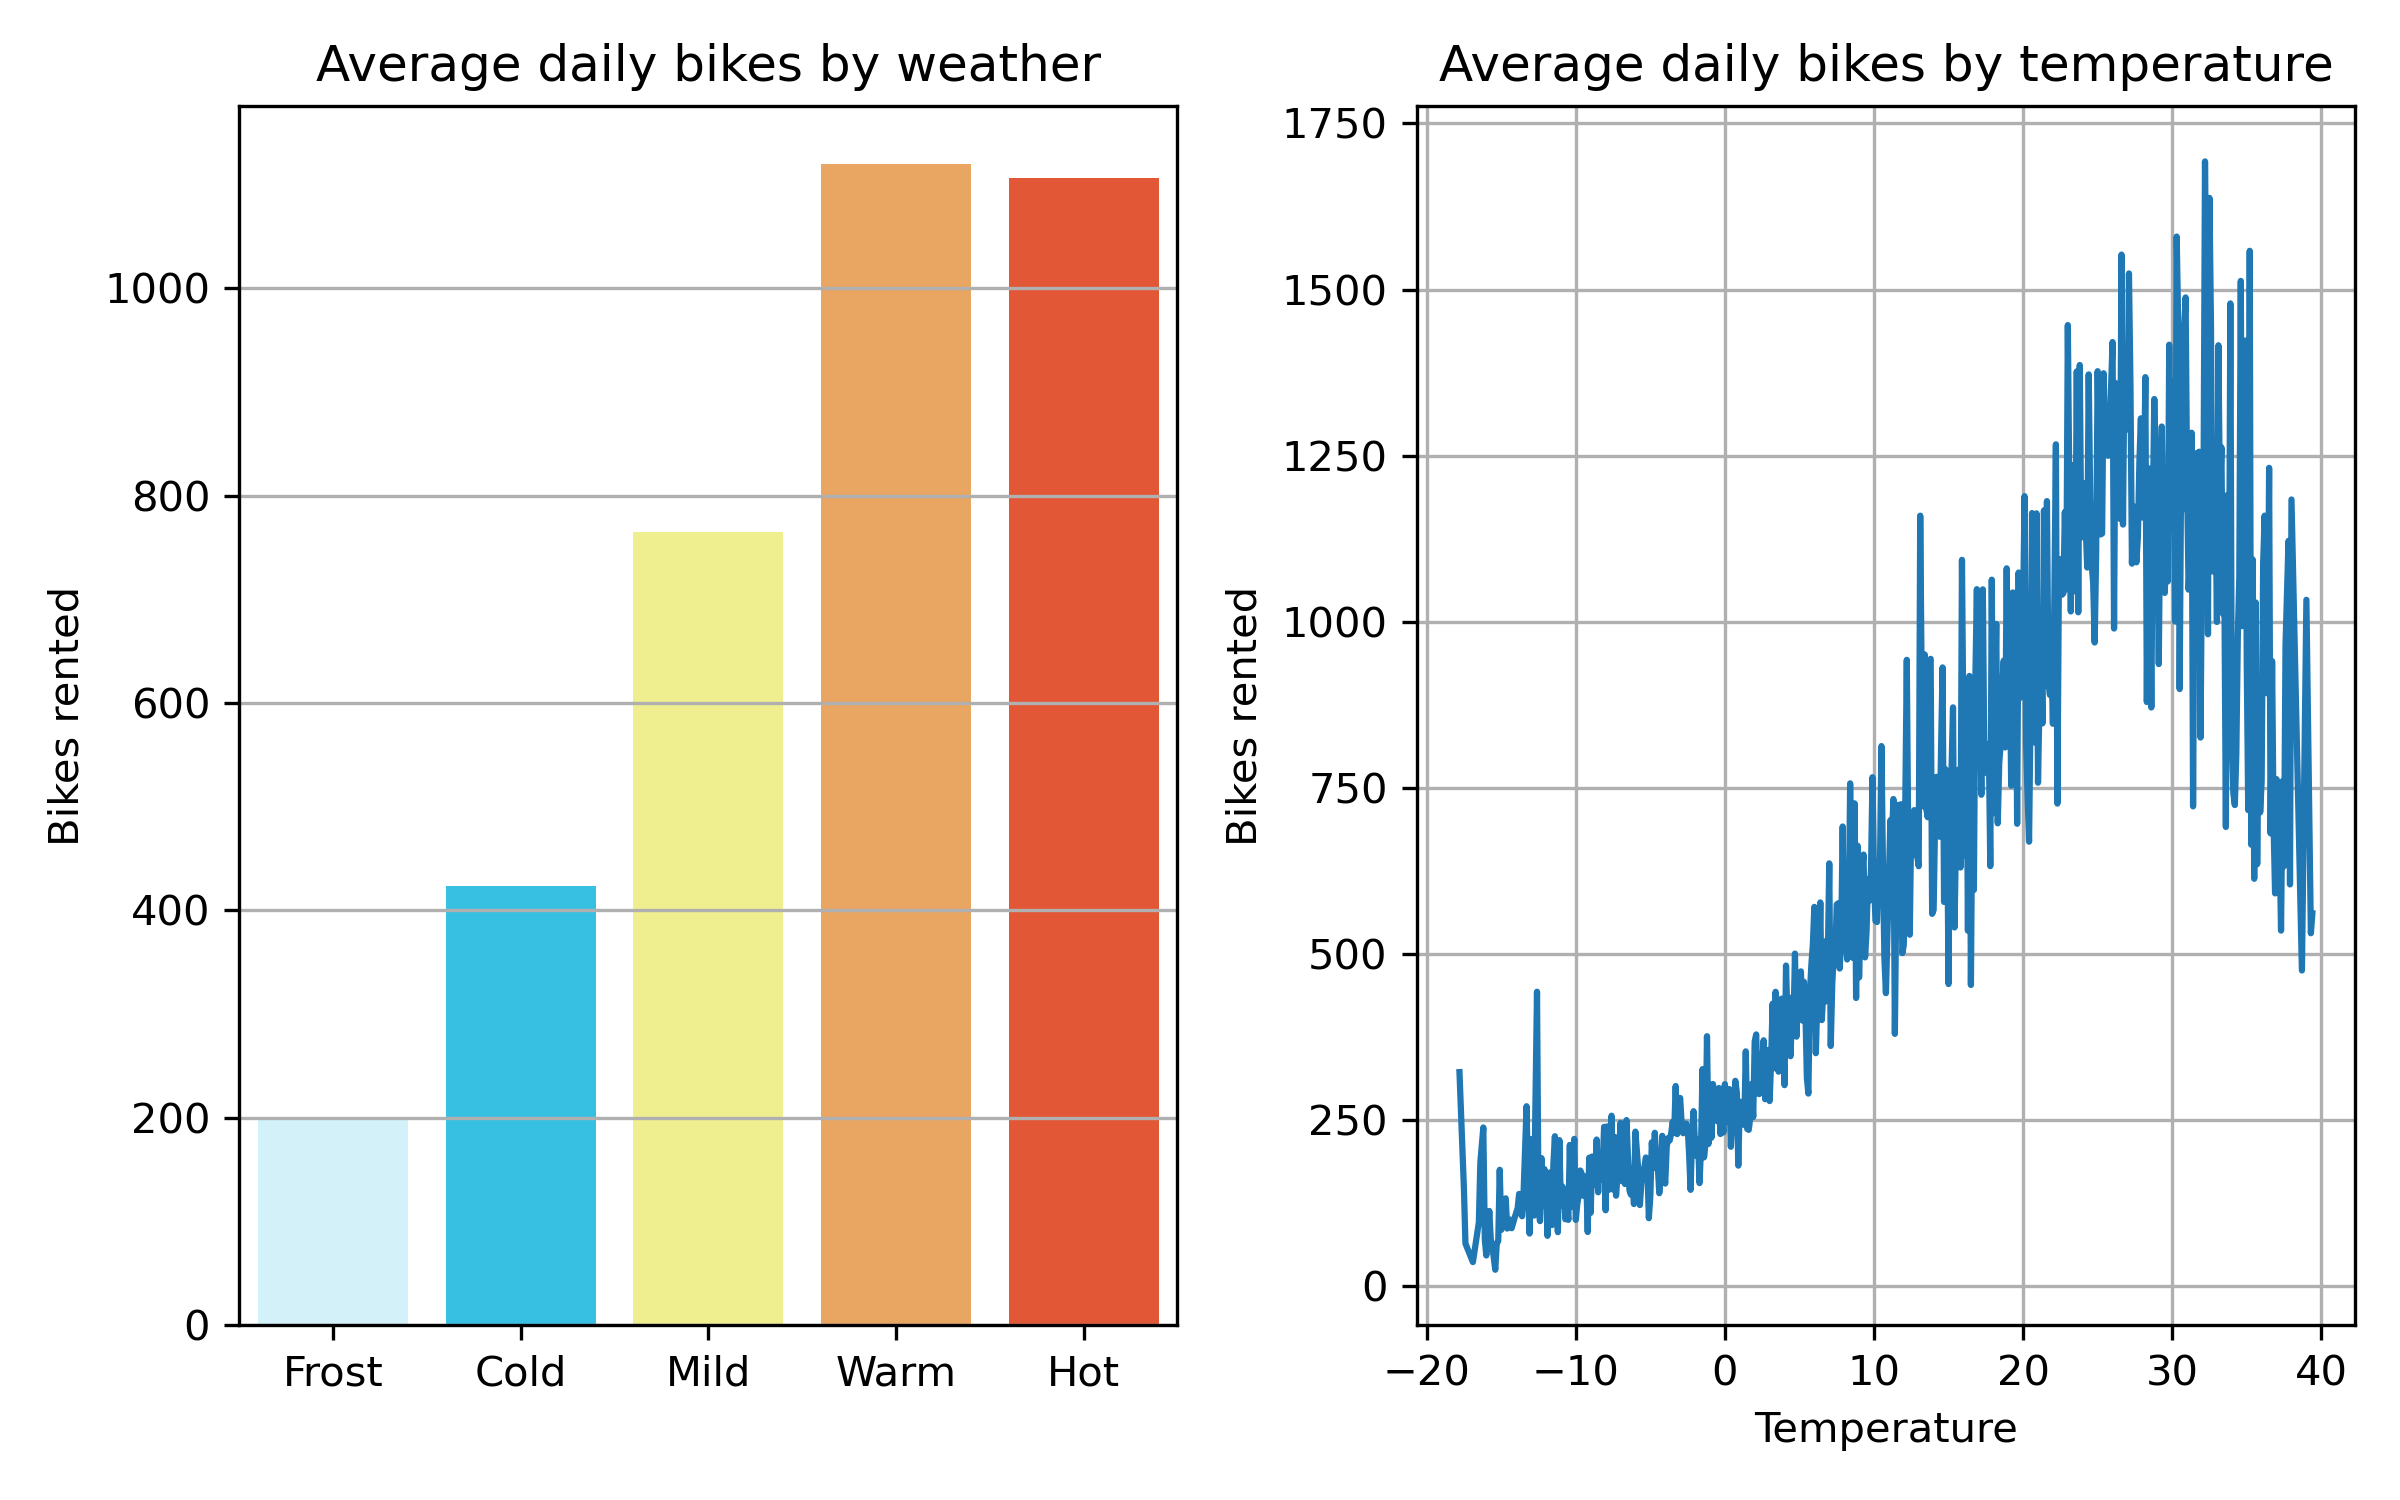 Average daily bikes by weather
Bikes rented
1000
800
600
400
200
0
Frost Cold Mild Warm Hot
Average daily bikes by temperature
Bikes rented
1750
1500
1250
1000
750
500
250
0
−20 −10 0 10 20 30 40
Temperature